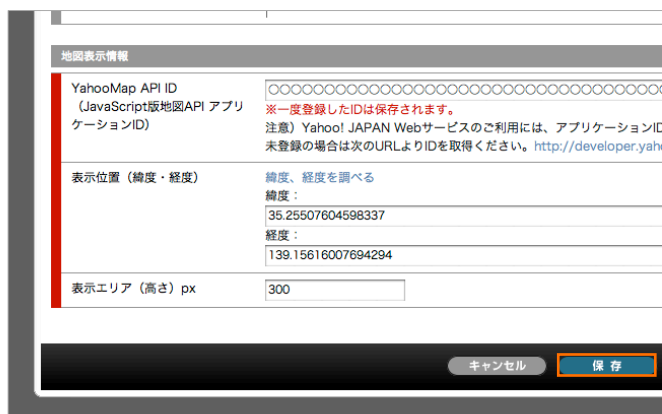 地図表示情報
YahooMap API ID
（JavaScript版地図API アプリ
ケーションID）
○○○○○○○○○○○○○○○○○○○○○○○○○○○○○○○○○○○
※一度登録したIDは保存されます。
注意）Yahoo! JAPAN Webサービスのご利用には、アプリケーションID
未登録の場合は次のURLよりIDを取得ください。http://developer.yah
表示位置（緯度・経度）
緯度、経度を調べる
緯度：
35.25507604598337
経度：
139.15616007694294
表示エリア（高さ）px
300
キャンセル
保 存